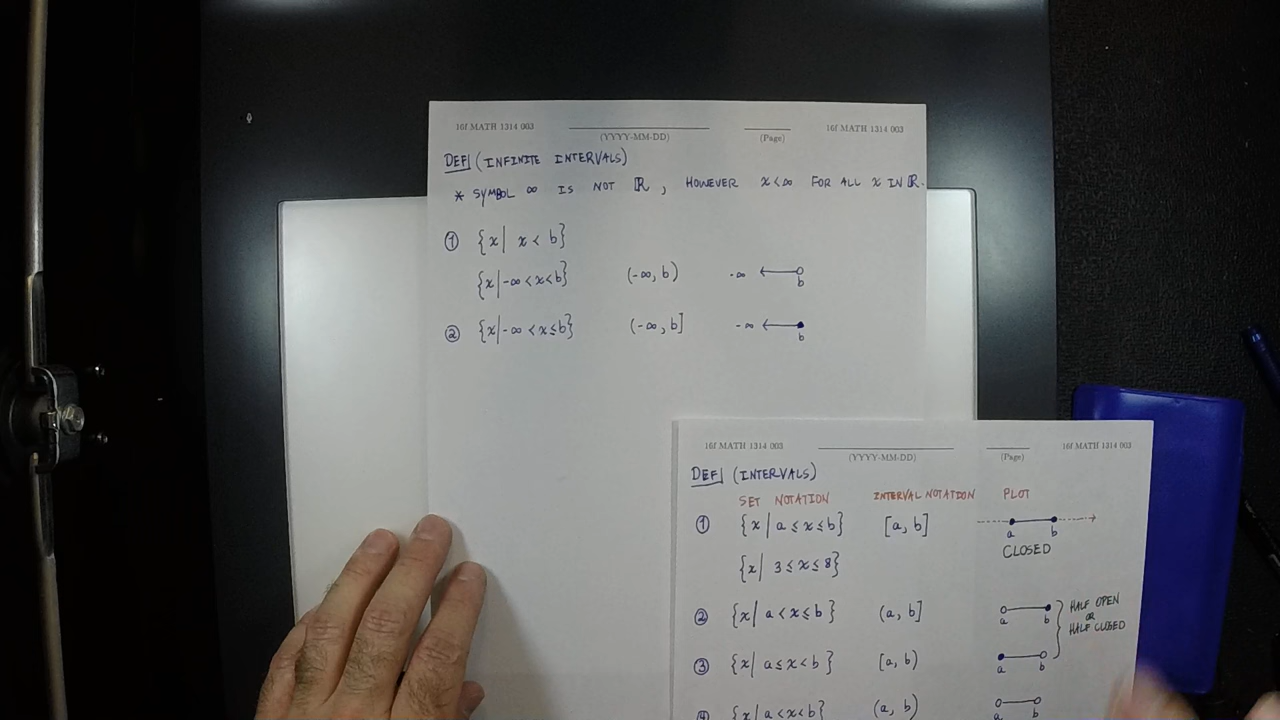 16f MATH 1314 003 (YYYY-MM-DD) (Page) 16f MATH 1314 003
DEF (INFINITE INTERVALS)
* SYMBOL ∞ IS NOT ℝ, HOWEVER x<∞ FOR ALL x IN ℝ.
① {x| x < b}
{x|-∞ <x<b} (-∞, b) -∞ b
② {x|-∞ <x≤b} (-∞, b] -∞ b
16f MATH 1314 003 (YYYY-MM-DD) (Page) 16f MATH 1314 003
DEF (INTERVALS)
SET NOTATION INTERVAL NOTATION PLOT
① {x | a ≤ x ≤ b} [a, b] a b
CLOSED
{x| 3 ≤ x ≤ 8}
② {x| a < x ≤ b} (a, b] a b HALF OPEN
OR
HALF CLOSED
③ {x| a ≤ x < b} [a, b) a b
④ {x| a < x < b} (a, b) a b